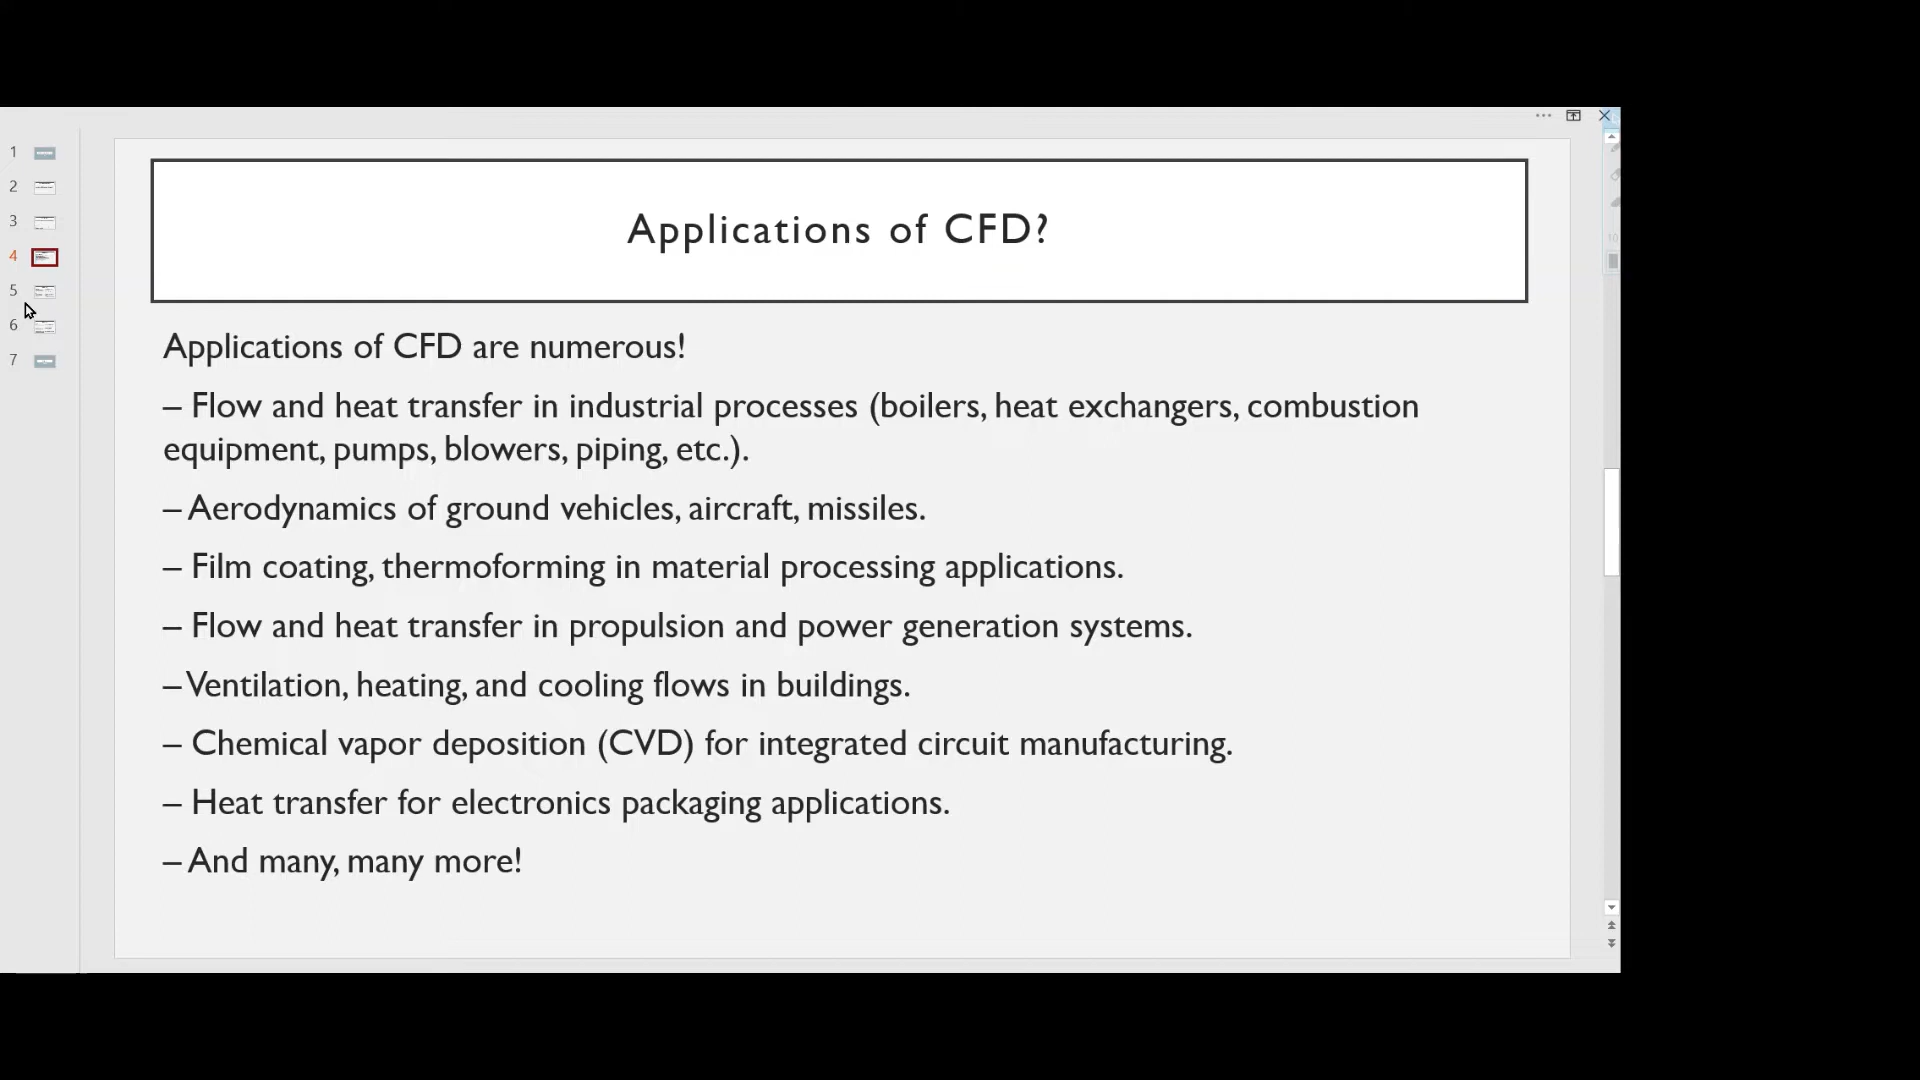 1
2
3
4
5
6
7
Applications of CFD?
Applications of CFD are numerous!
– Flow and heat transfer in industrial processes (boilers, heat exchangers, combustion
equipment, pumps, blowers, piping, etc.).
– Aerodynamics of ground vehicles, aircraft, missiles.
– Film coating, thermoforming in material processing applications.
– Flow and heat transfer in propulsion and power generation systems.
– Ventilation, heating, and cooling flows in buildings.
– Chemical vapor deposition (CVD) for integrated circuit manufacturing.
– Heat transfer for electronics packaging applications.
– And many, many more!